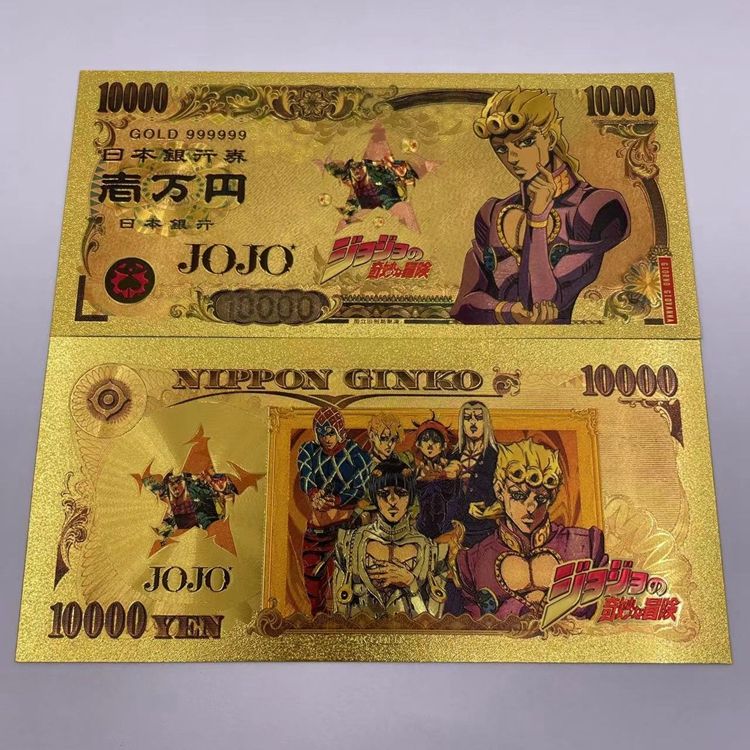 10000
10000
GOLD 999999
日本銀行券
壱万円
日本銀行
JOJO
ジョジョの
奇妙な冒険
10000
GIORNO GIOVANNA
NIPPON GINKO
10000
JOJO
10000 YEN
ジョジョの
奇妙な冒険